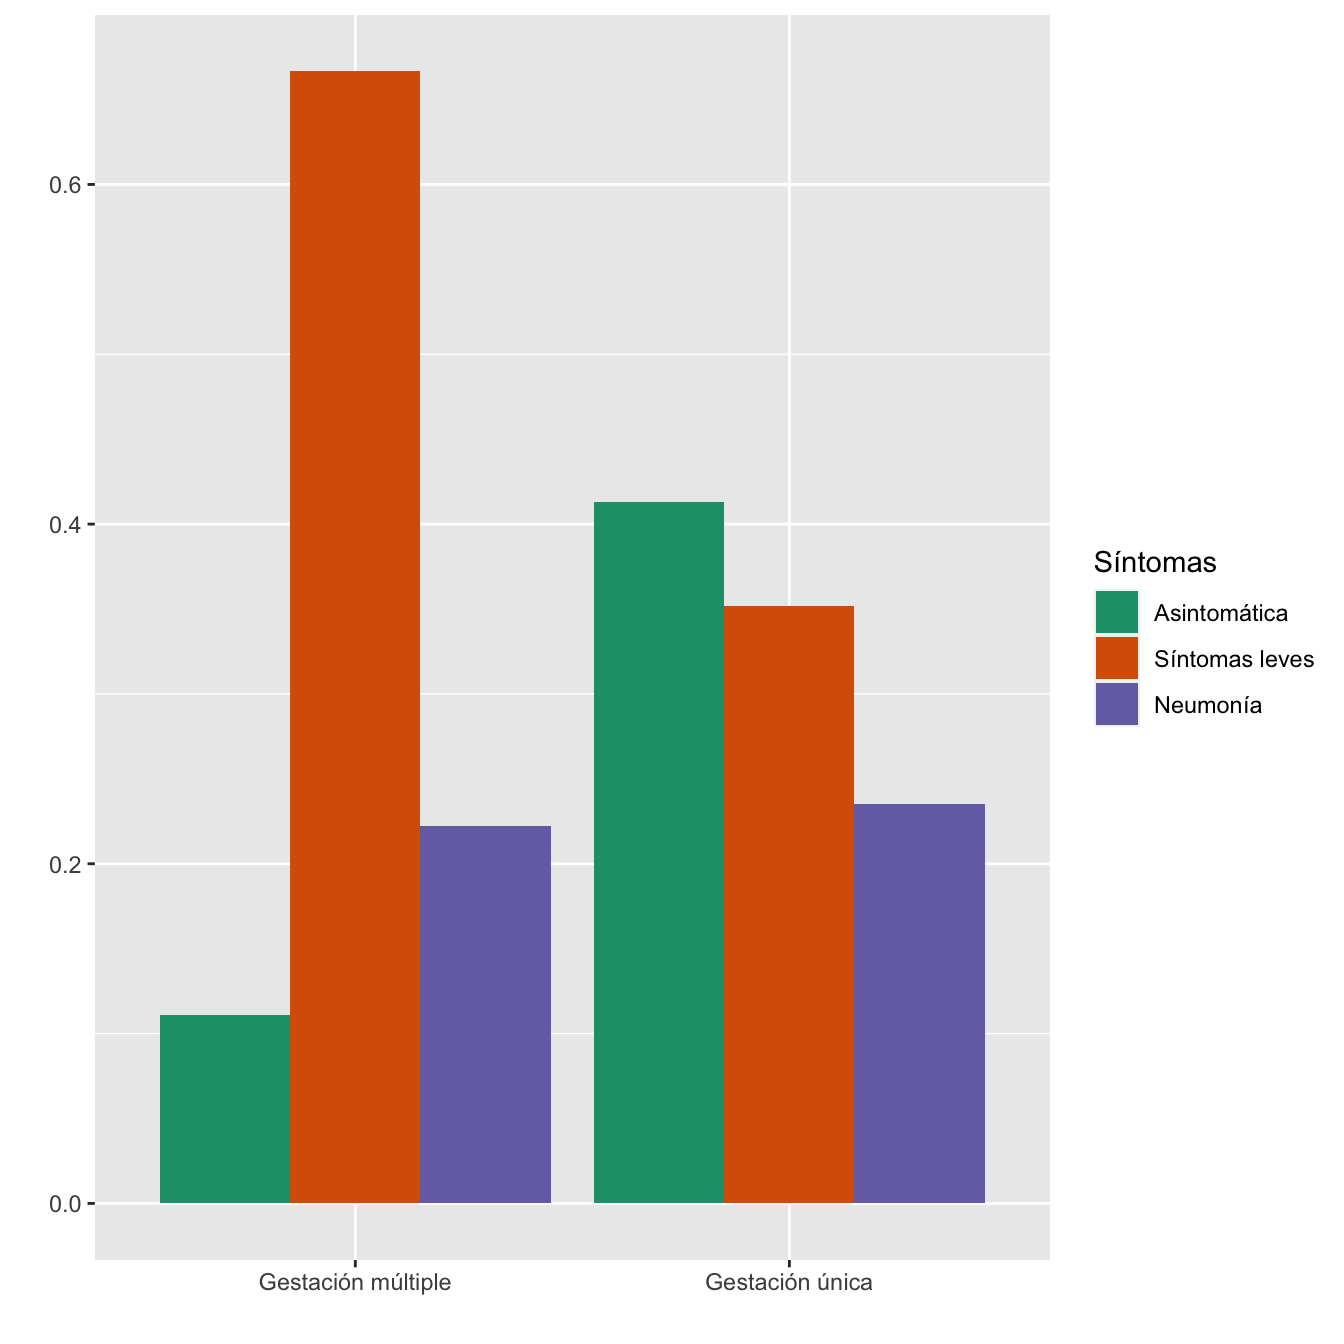 0.6
0.4
0.2
0.0
Gestación múltiple
Gestación única
Síntomas
Asintomática
Síntomas leves
Neumonía